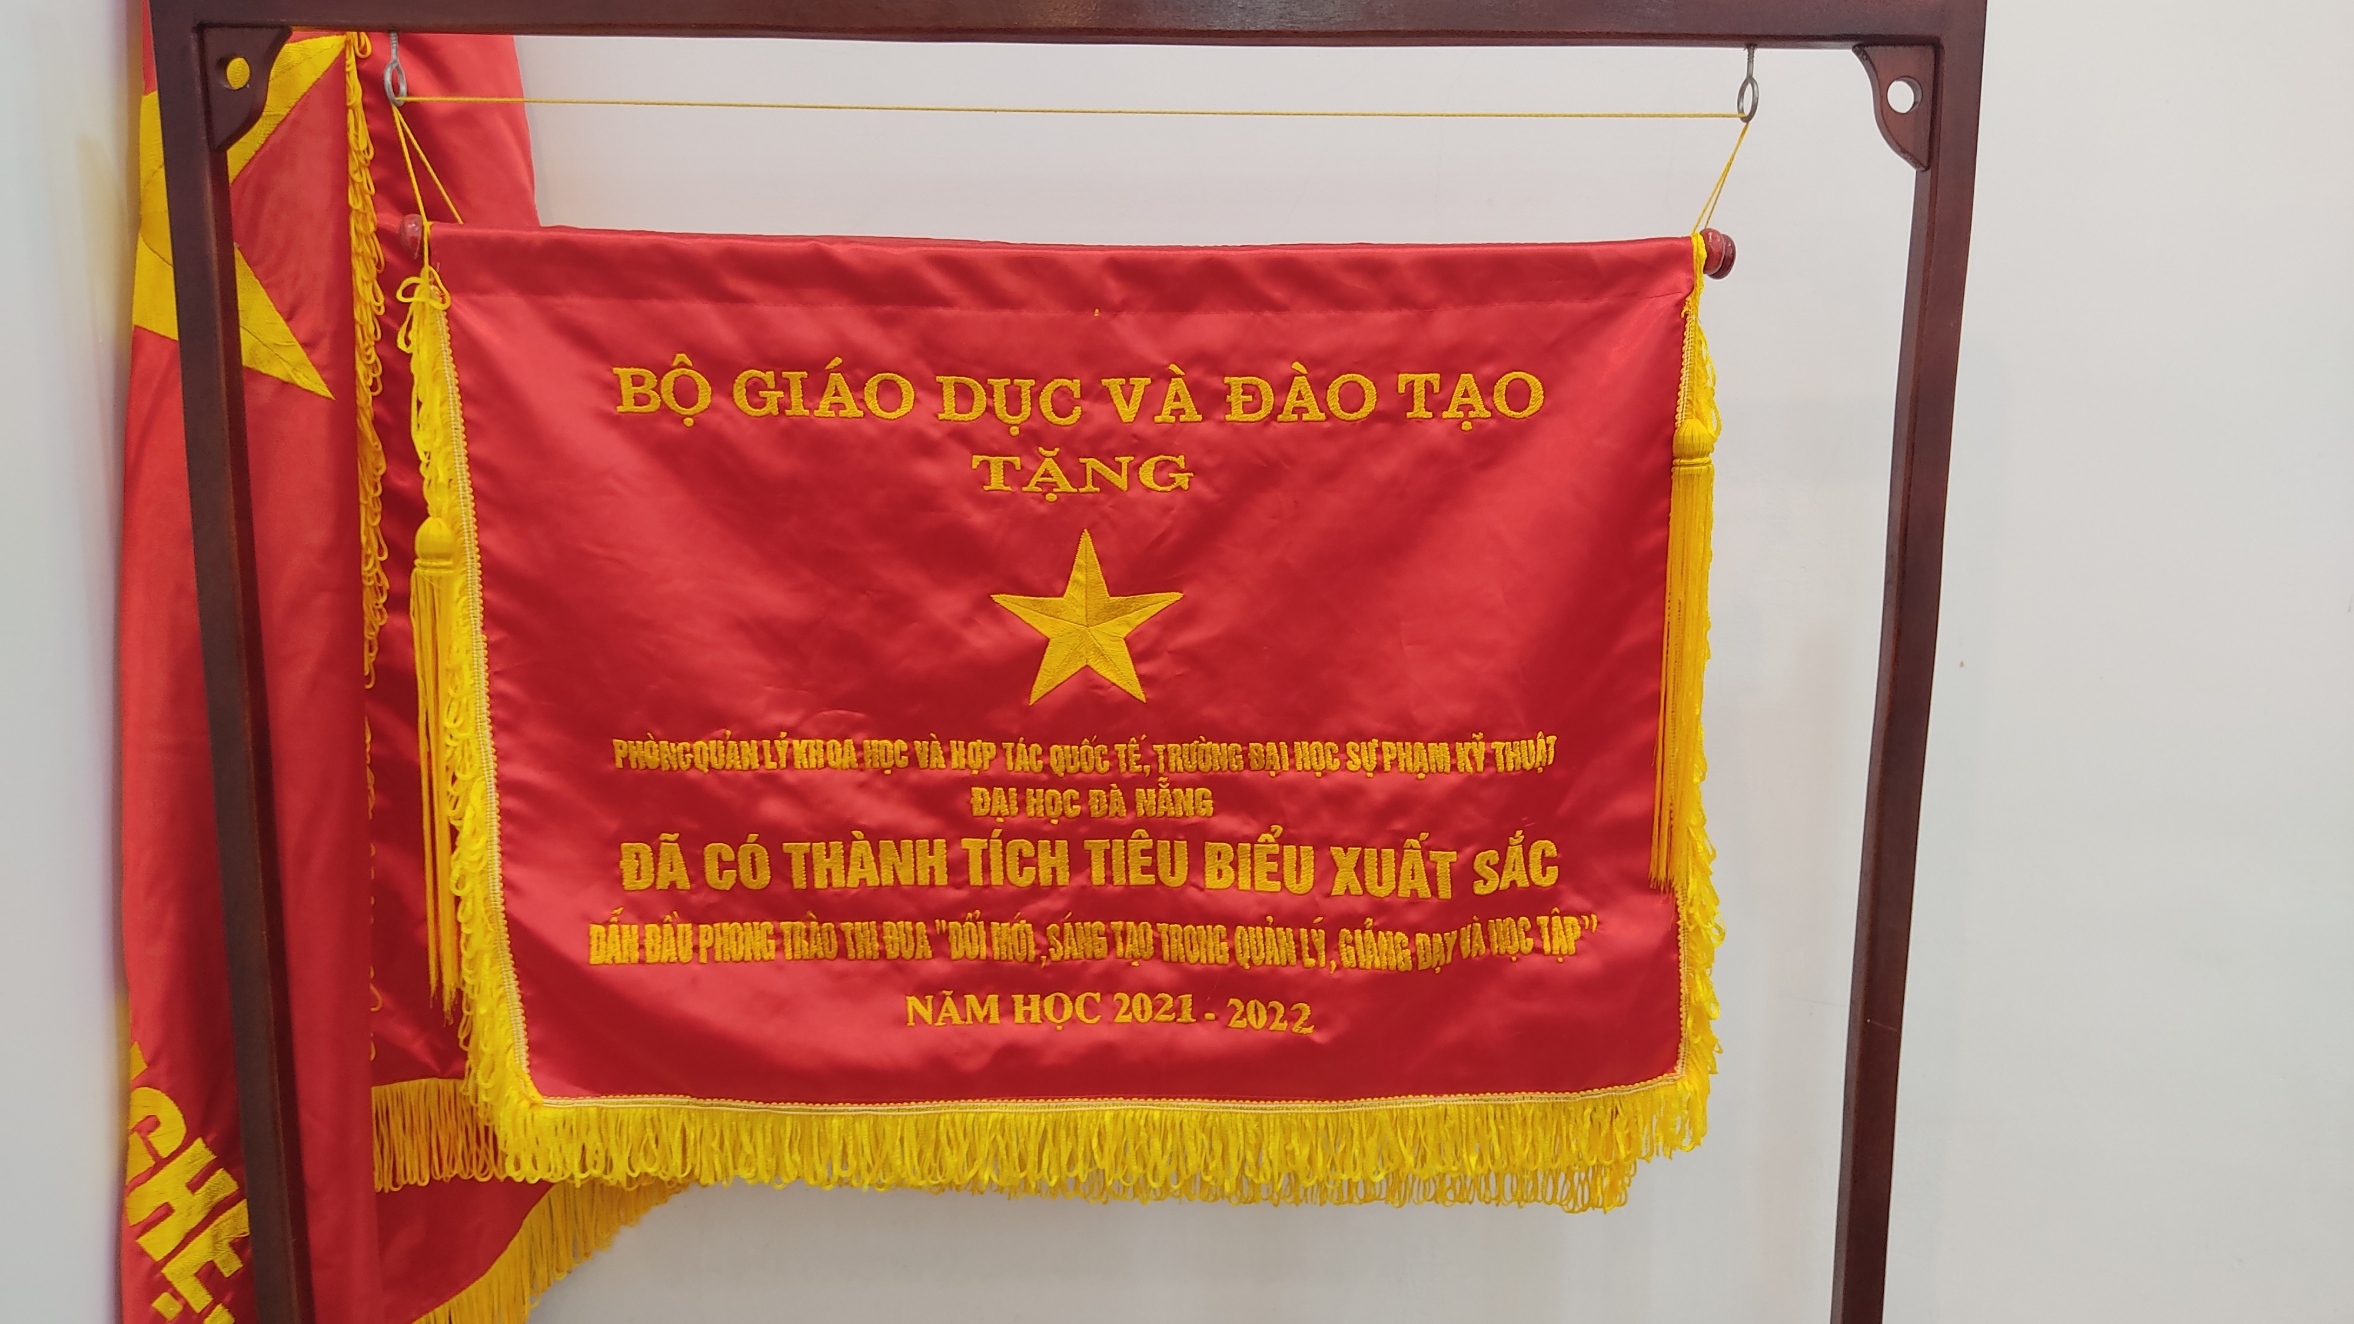 BỘ GIÁO DỤC VÀ ĐÀO TẠO
TẶNG
PHÒNG QUẢN LÝ KHOA HỌC VÀ HỢP TÁC QUỐC TẾ, TRƯỜNG ĐẠI HỌC SƯ PHẠM KỸ THUẬT
ĐẠI HỌC ĐÀ NẴNG
ĐÃ CÓ THÀNH TÍCH TIÊU BIỂU XUẤT SẮC
DẪN ĐẦU PHONG TRÀO THI ĐUA "ĐỔI MỚI, SÁNG TẠO TRONG QUẢN LÝ, GIẢNG DẠY VÀ HỌC TẬP"
NĂM HỌC 2021 - 2022